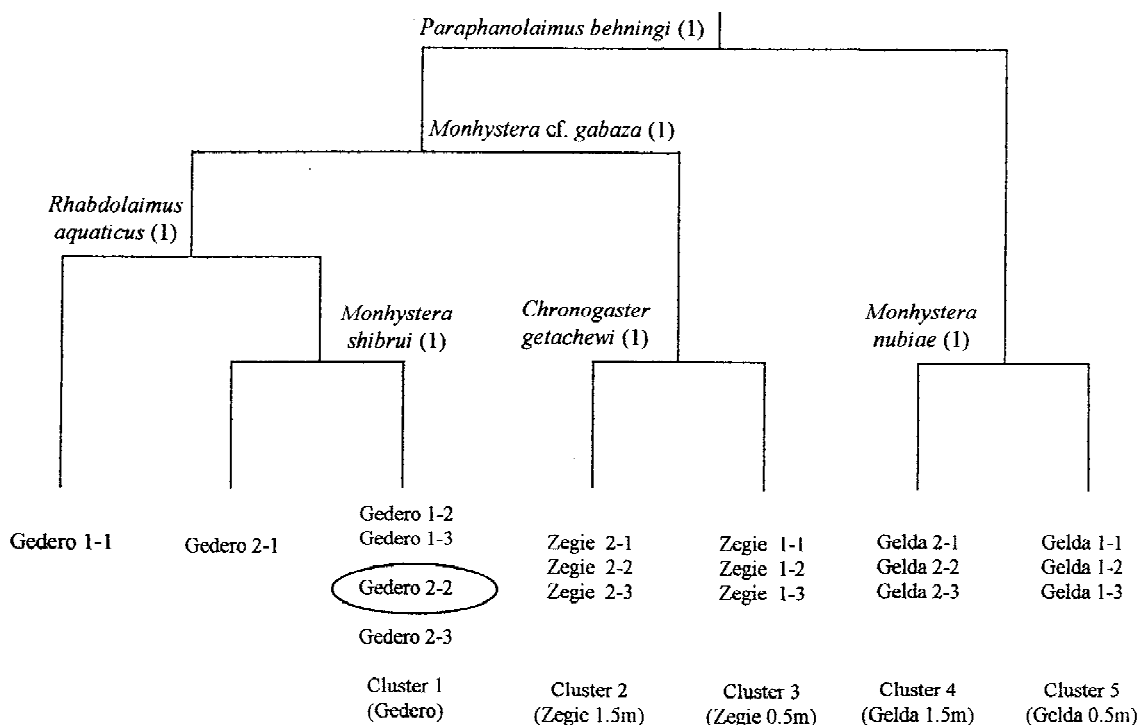 Paraphanolaimus behningi (1)
Monhystera cf. gabaza (1)
Rhabdolaimus
aquaticus (1)
Monhystera
shibrui (1)
Chronogaster
getachewi (1)
Monhystera
nubiae (1)
Gedero 1-1
Gedero 2-1
Gedero 1-2
Gedero 1-3
Gedero 2-2
Gedero 2-3
Zegie 2-1
Zegie 2-2
Zegie 2-3
Zegie 1-1
Zegie 1-2
Zegie 1-3
Gelda 2-1
Gelda 2-2
Gelda 2-3
Gelda 1-1
Gelda 1-2
Gelda 1-3
Cluster 1
(Gedero)
Cluster 2
(Zegie 1.5m)
Cluster 3
(Zegie 0.5m)
Cluster 4
(Gelda 1.5m)
Cluster 5
(Gelda 0.5m)